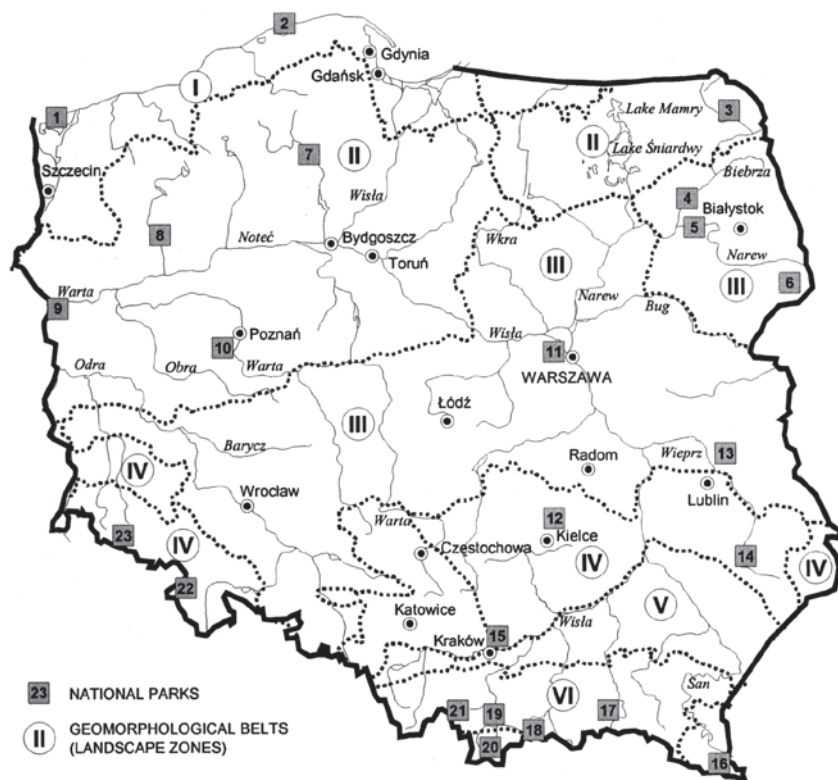 2
Gdynia
Gdańsk
I
1
Lake Mamry
3
7
II
II
Lake Śniardwy
Szczecin
Biebrza
Wisła
4
Białystok
8
Noteć
Bydgoszcz
Wkra
5
Toruń
Narew
III
III
6
Warta
Narew
Bug
9
Poznań
Wisła
10
11
Odra
Obra
Warta
WARSZAWA
Łódź
III
Barycz
Radom
Wieprz
13
IV
Lublin
Wrocław
Warta
12
Kielce
23
IV
Częstochowa
IV
14
IV
22
V
Katowice
Wisła
15
Kraków
23 NATIONAL PARKS
VI
San
21
19
17
II GEOMORPHOLOGICAL BELTS
(LANDSCAPE ZONES)
18
20
16